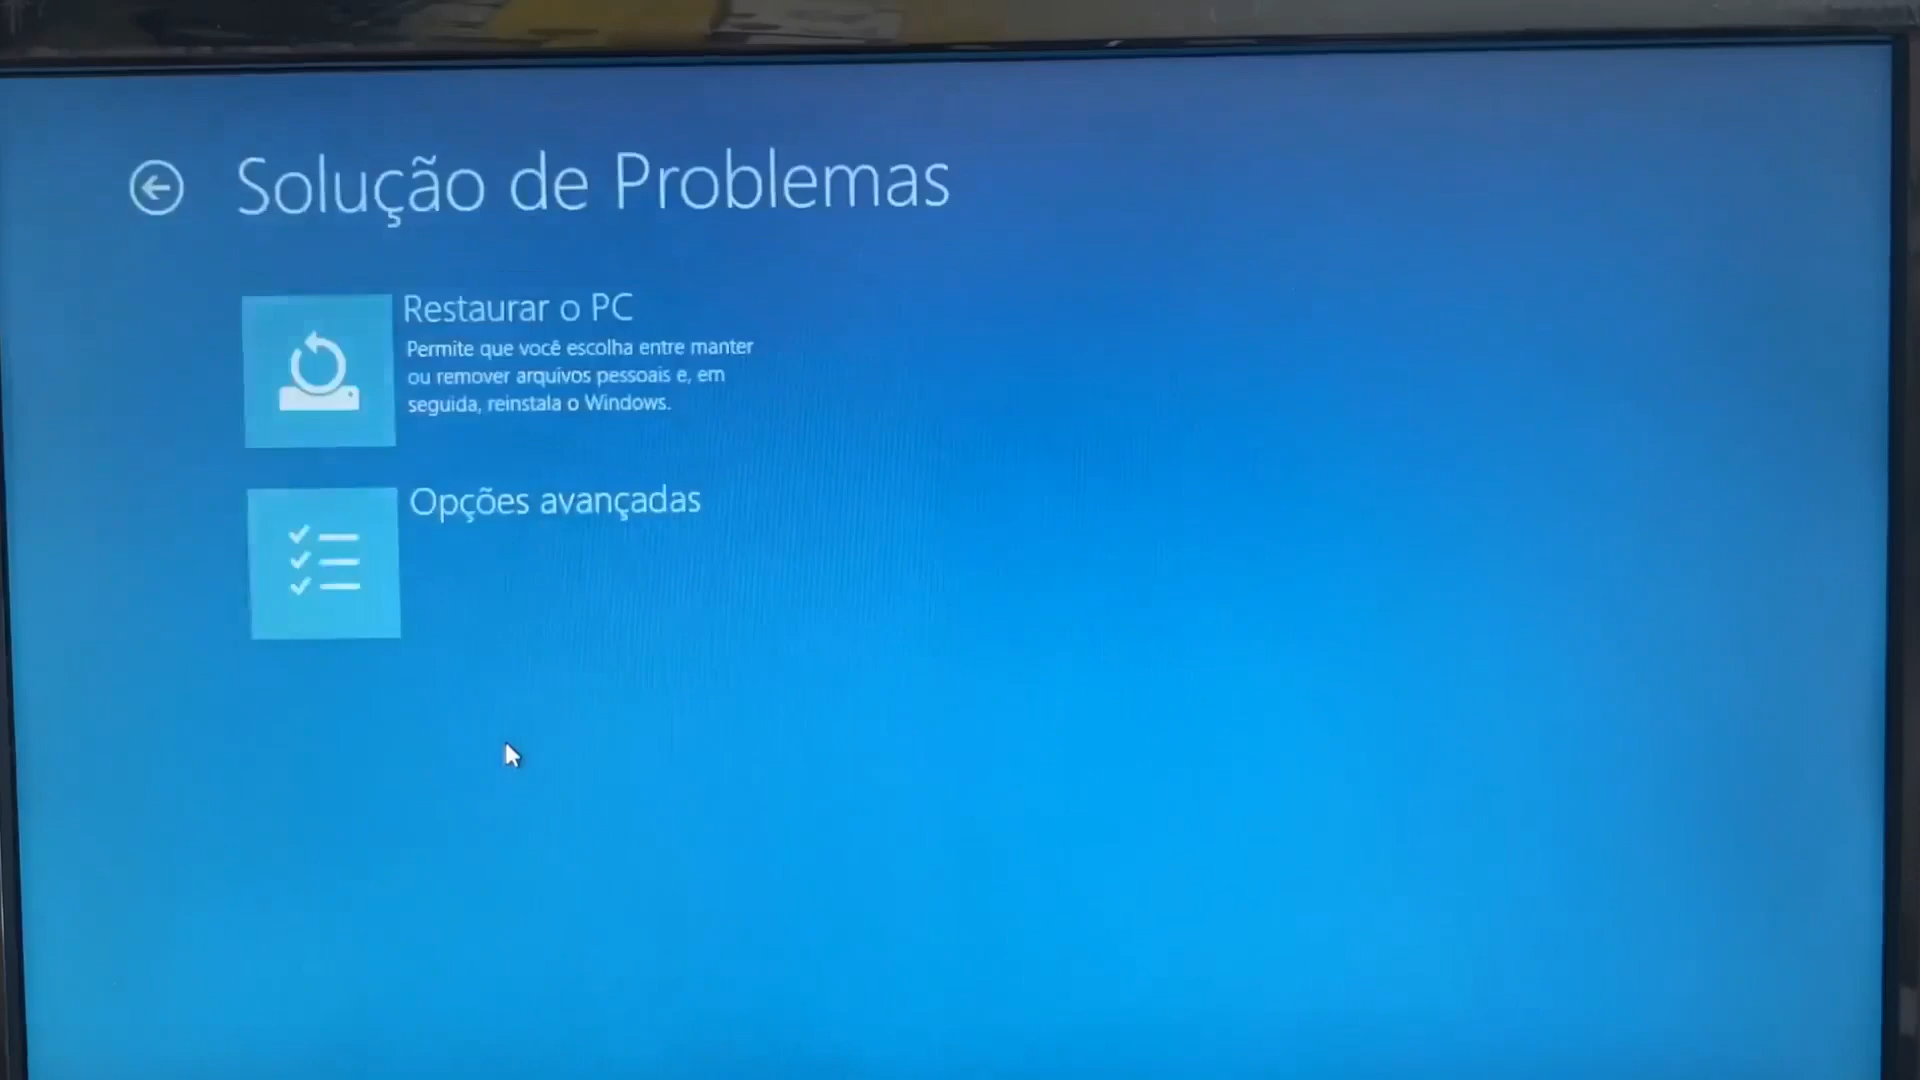 Solução de Problemas
Restaurar o PC
Permite que você escolha entre manter
ou remover arquivos pessoais e, em
seguida, reinstala o Windows.
Opções avançadas